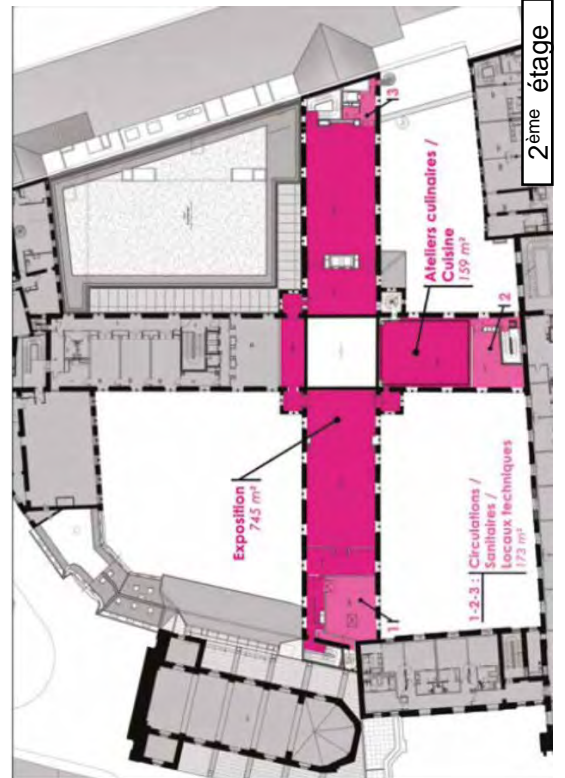 2ème étage
Exposition
745 m²
Ateliers culinaires /
Cuisine
159 m²
1-2-3 : Circulations /
Sanitaires /
Locaux techniques
173 m²
1
2
3